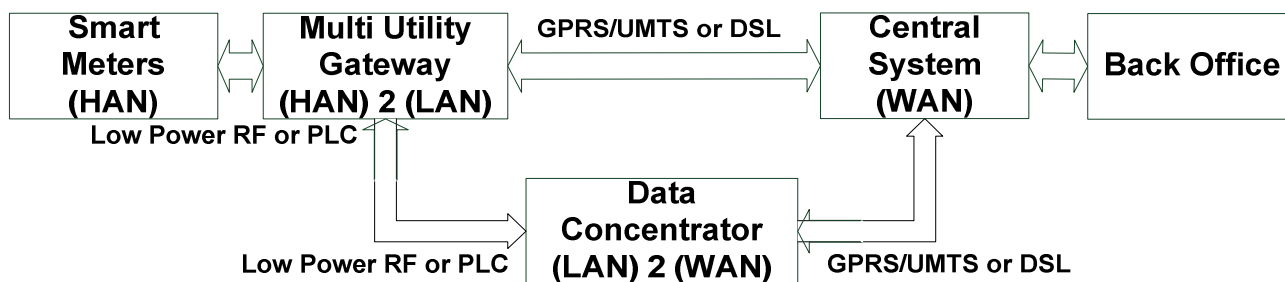 Smart
Meters
(HAN)
Multi Utility
Gateway
(HAN) 2 (LAN)
GPRS/UMTS or DSL
Central
System
(WAN)
Back Office
Low Power RF or PLC
Data
Concentrator
(LAN) 2 (WAN)
Low Power RF or PLC
GPRS/UMTS or DSL